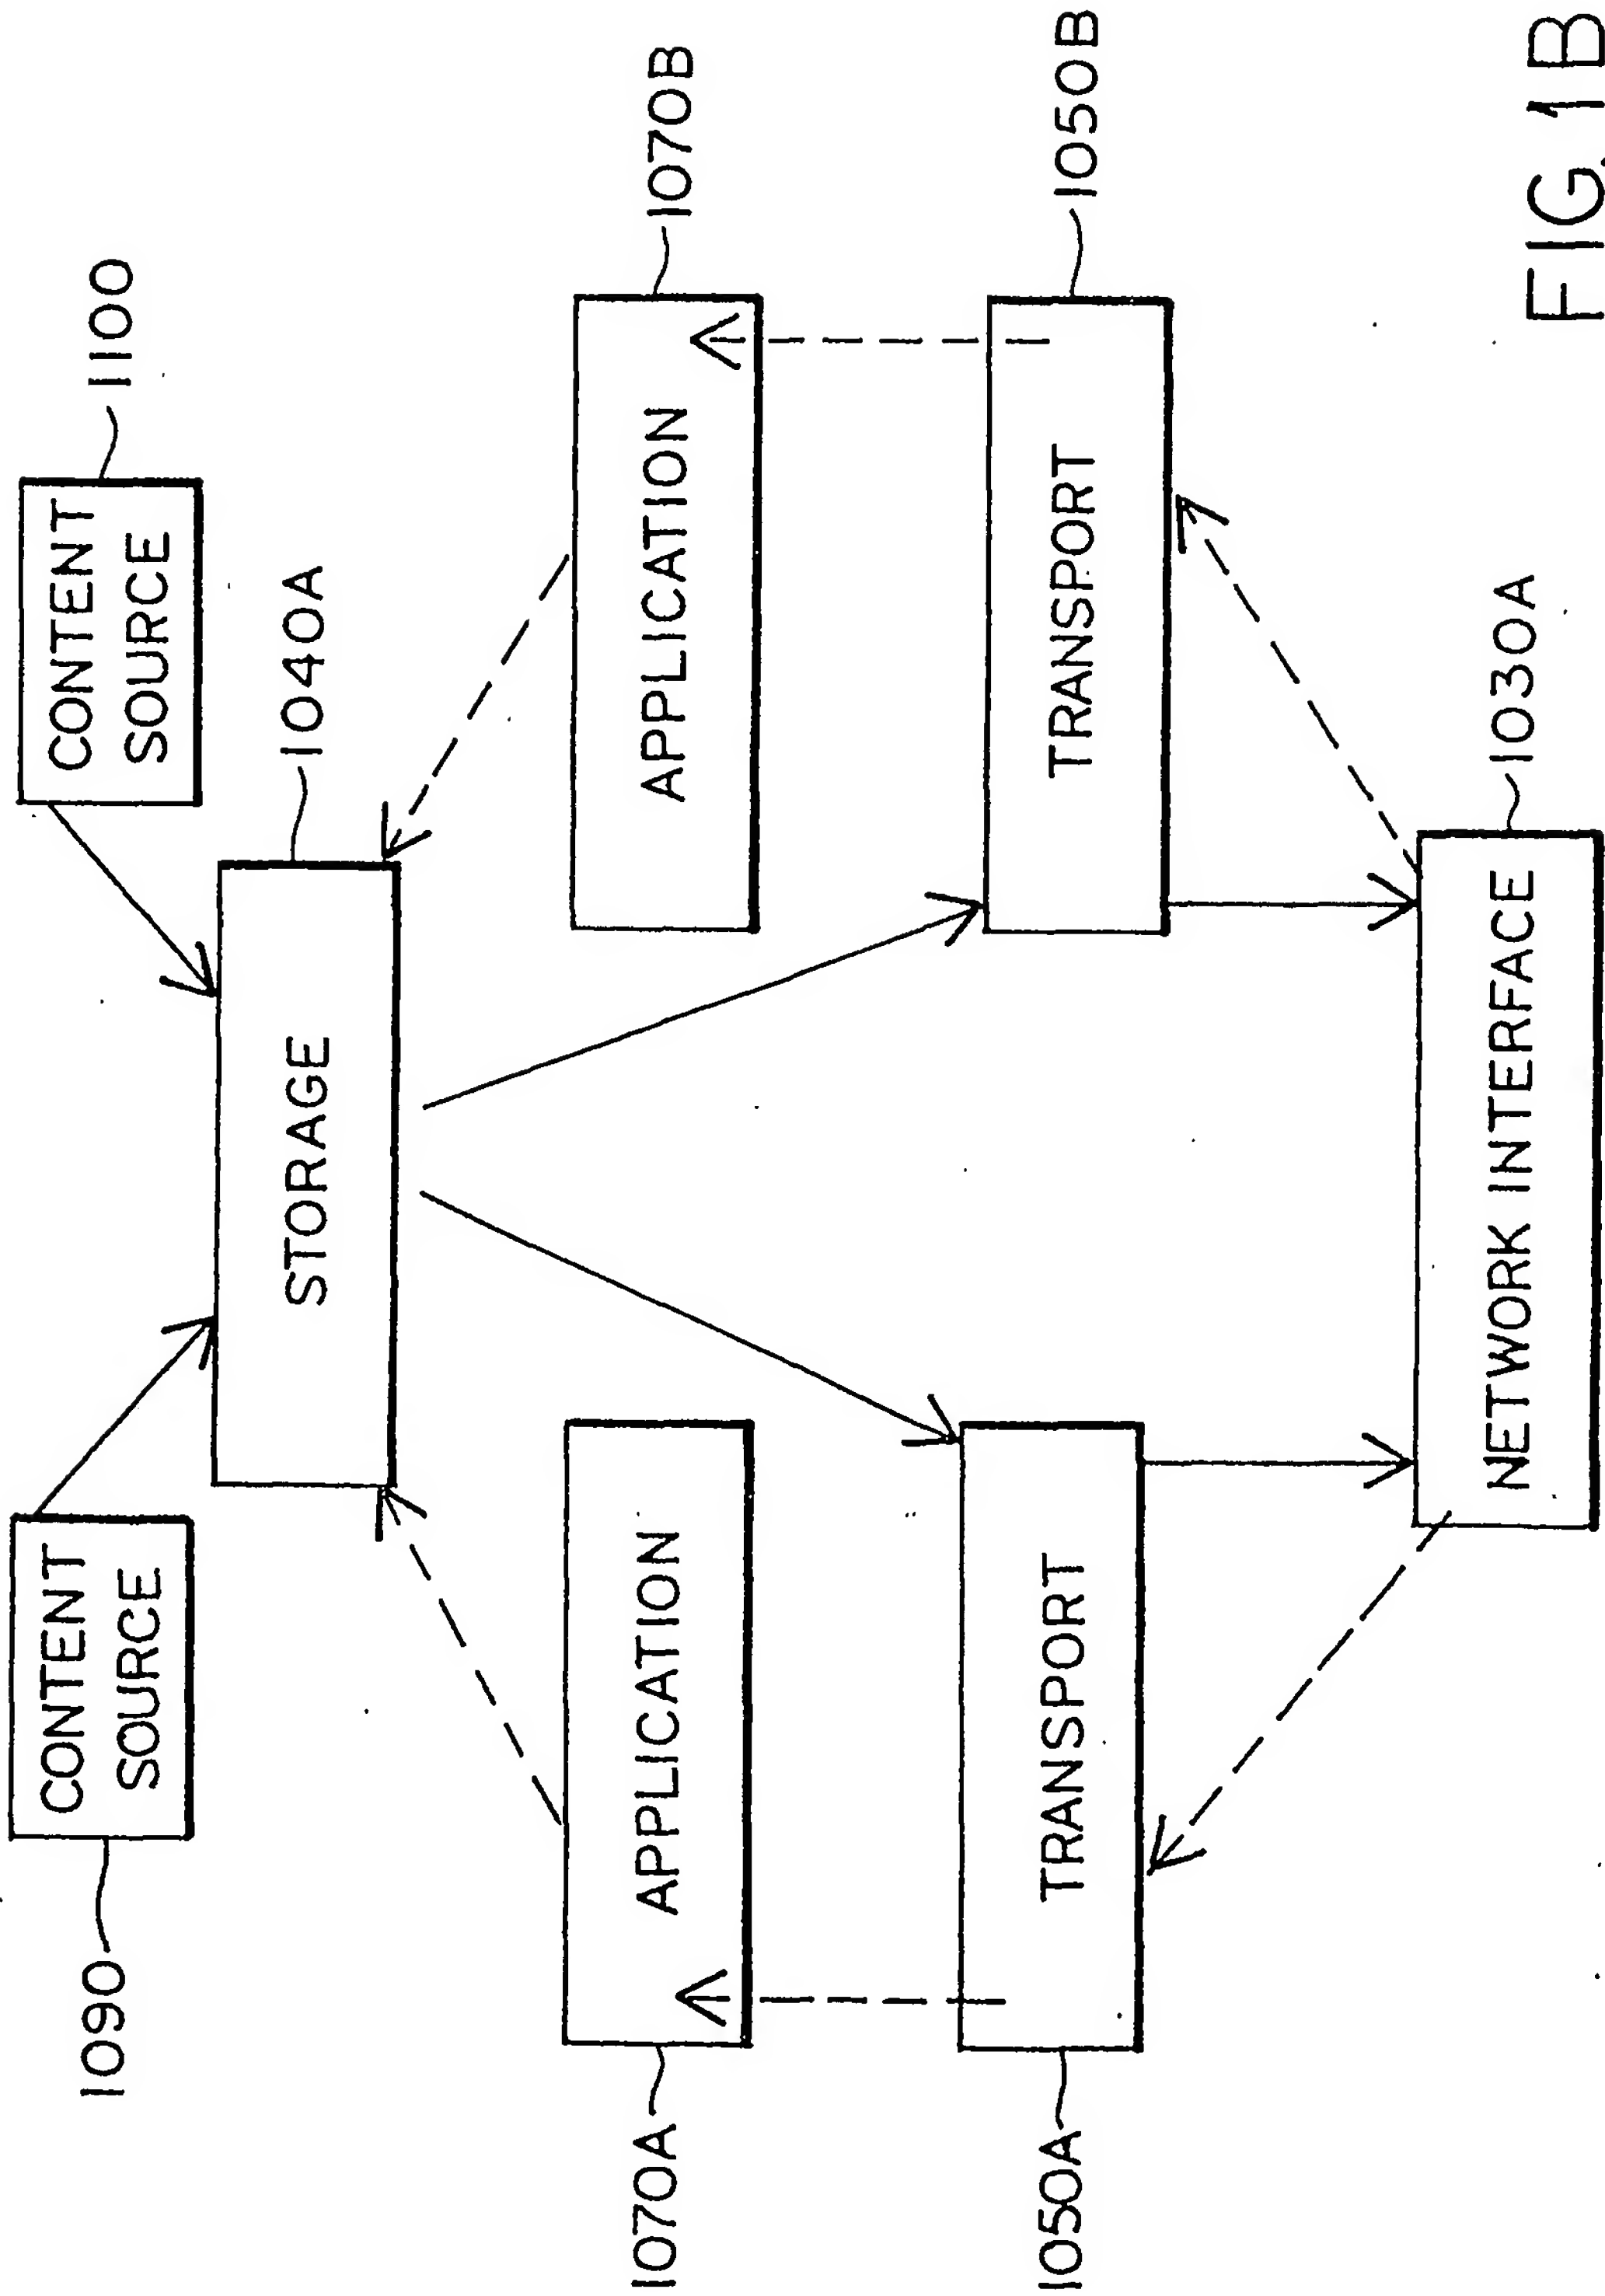 1090
CONTENT
SOURCE
CONTENT
SOURCE
1100
STORAGE
1040A
1070A
APPLICATION
APPLICATION
1070B
1050A
TRANSPORT
TRANSPORT
1050B
NETWORK INTERFACE
1030A
FIG. 1B